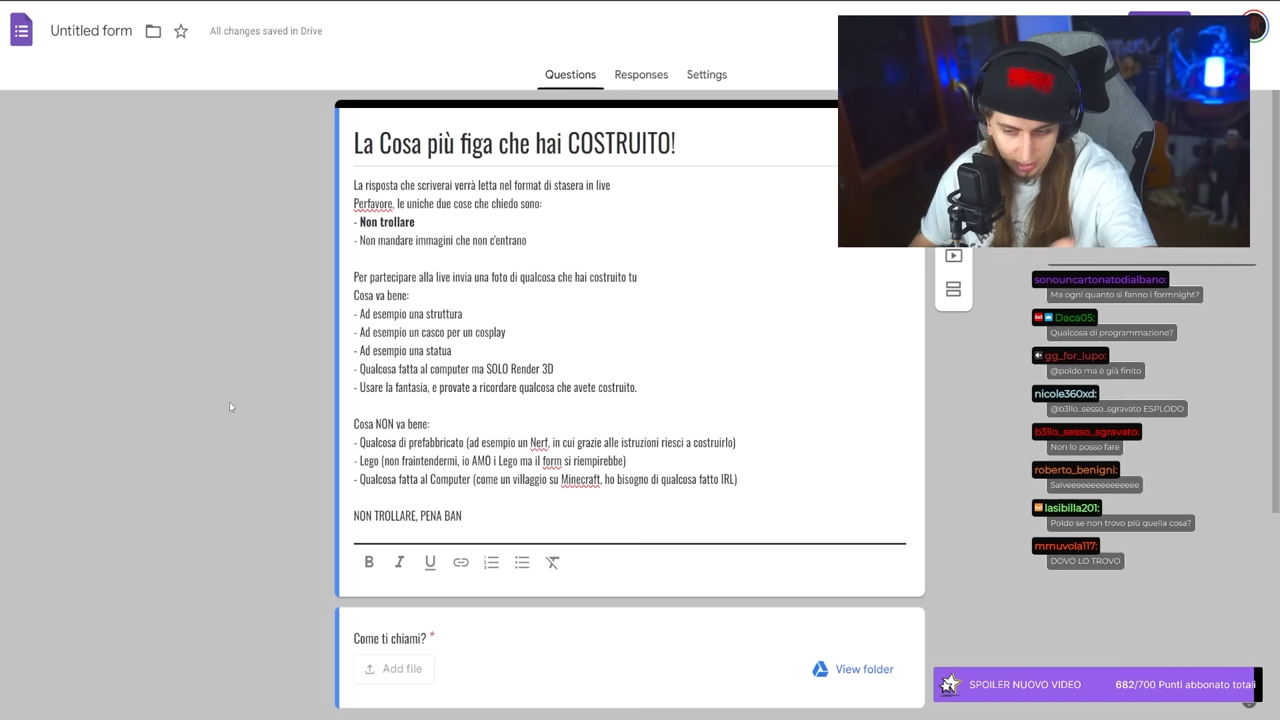 Untitled form
All changes saved in Drive
Questions
Responses
Settings
La Cosa più figa che hai COSTRUITO!
La risposta che scriverai verrà letta nel format di stasera in live
Perfavore, le uniche due cose che chiedo sono:
- Non trollare
- Non mandare immagini che non c'entrano
Per partecipare alla live invia una foto di qualcosa che hai costruito tu
Cosa va bene:
- Ad esempio una struttura
- Ad esempio un casco per un cosplay
- Ad esempio una statua
- Qualcosa fatta al computer ma SOLO Render 3D
- Usare la fantasia, e provate a ricordare qualcosa che avete costruito.
Cosa NON va bene:
- Qualcosa di prefabbricato (ad esempio un Nerf, in cui grazie alle istruzioni riesci a costruirlo)
- Lego (non fraintendermi, io AMO i Lego ma il form si riempirebbe)
- Qualcosa fatta al Computer (come un villaggio su Minecraft, ho bisogno di qualcosa fatto IRL)
NON TROLLARE, PENA BAN
Come ti chiami? *
Add file
View folder
sonouncartonatodialbano:
Ma ogni quanto si fanno i formnight?
Daca05:
Qualcosa di programmazione?
gg_for_lupo:
@poldo ma è già finito
nicole360xd:
@b3llo_sesso_sgravato ESPLODO
b3llo_sesso_sgravato:
Non lo posso fare
roberto_benigni:
Salveeeeeeeeeeeeeee
lasibilla201:
Poldo se non trovo più quella cosa?
mrnuvola117:
DOVO LO TROVO
SPOILER NUOVO VIDEO
682/700 Punti abbonato totali